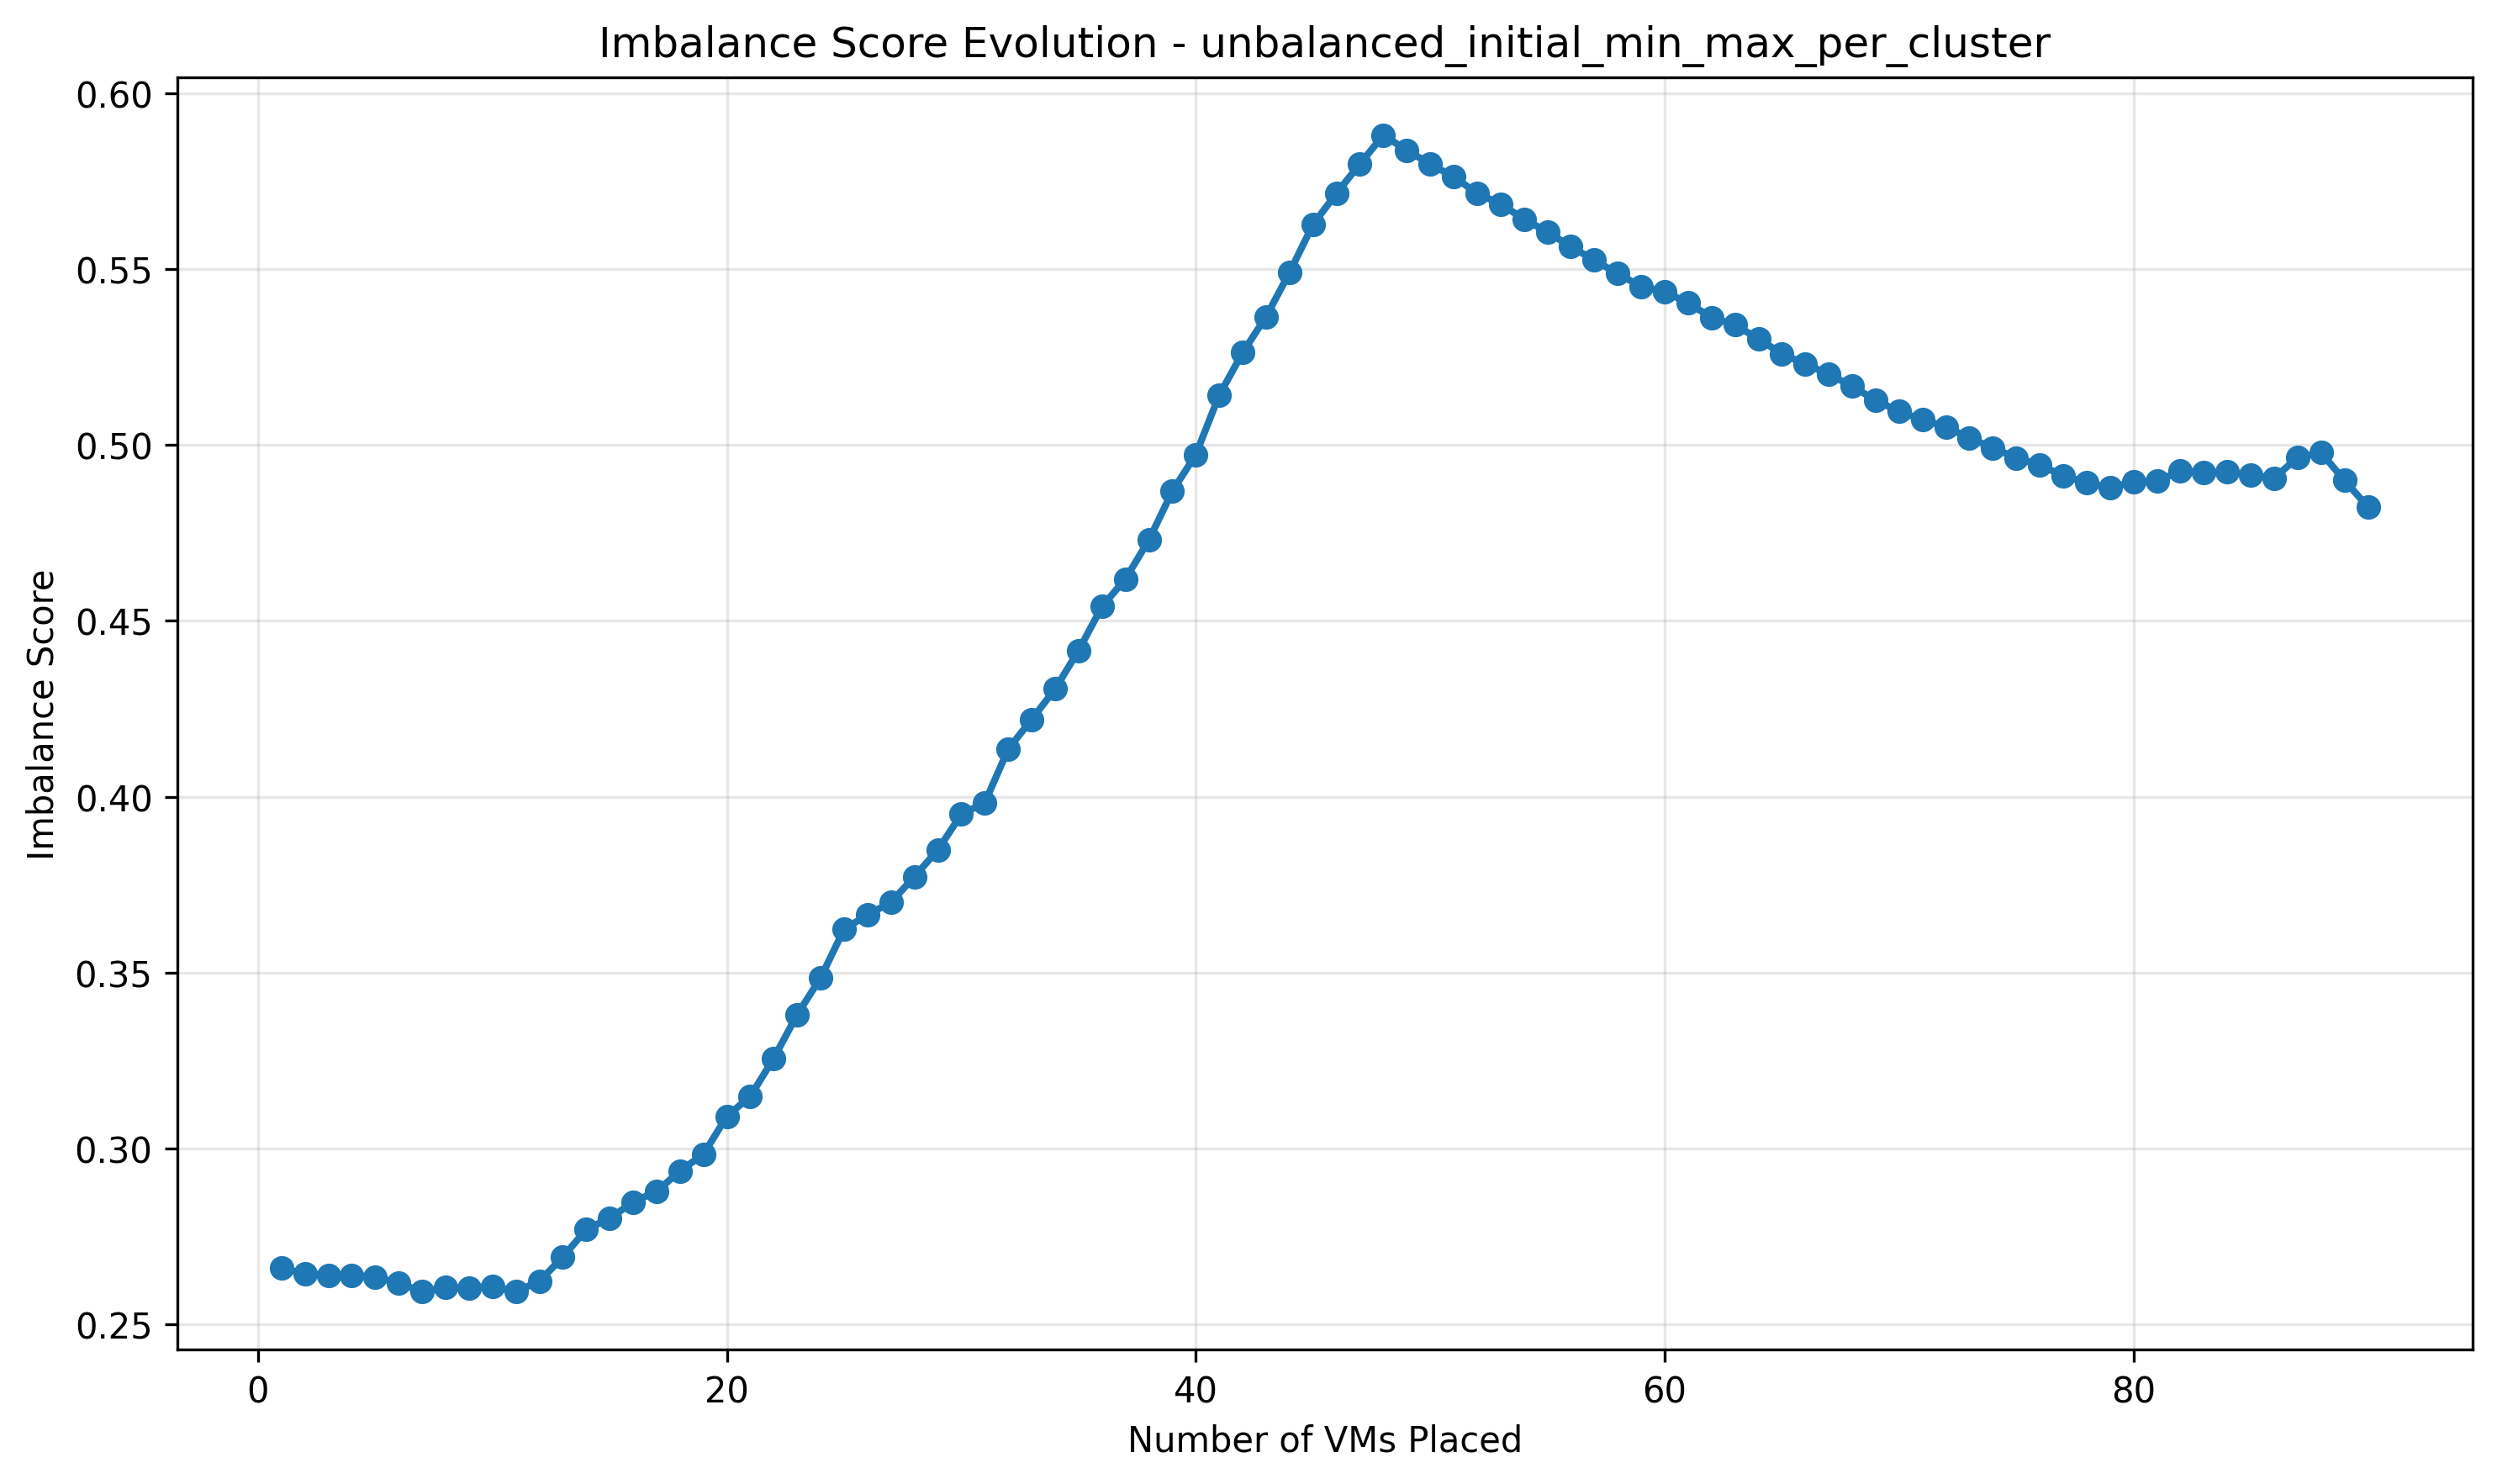 Imbalance Score Evolution - unbalanced_initial_min_max_per_cluster
Imbalance Score
0.60
0.55
0.50
0.45
0.40
0.35
0.30
0.25
0 20 40 60 80
Number of VMs Placed